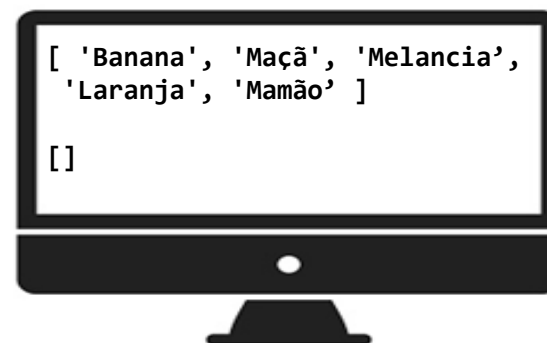 [ 'Banana', 'Maçã', 'Melancia’,
'Laranja', 'Mamão’ ]
[]